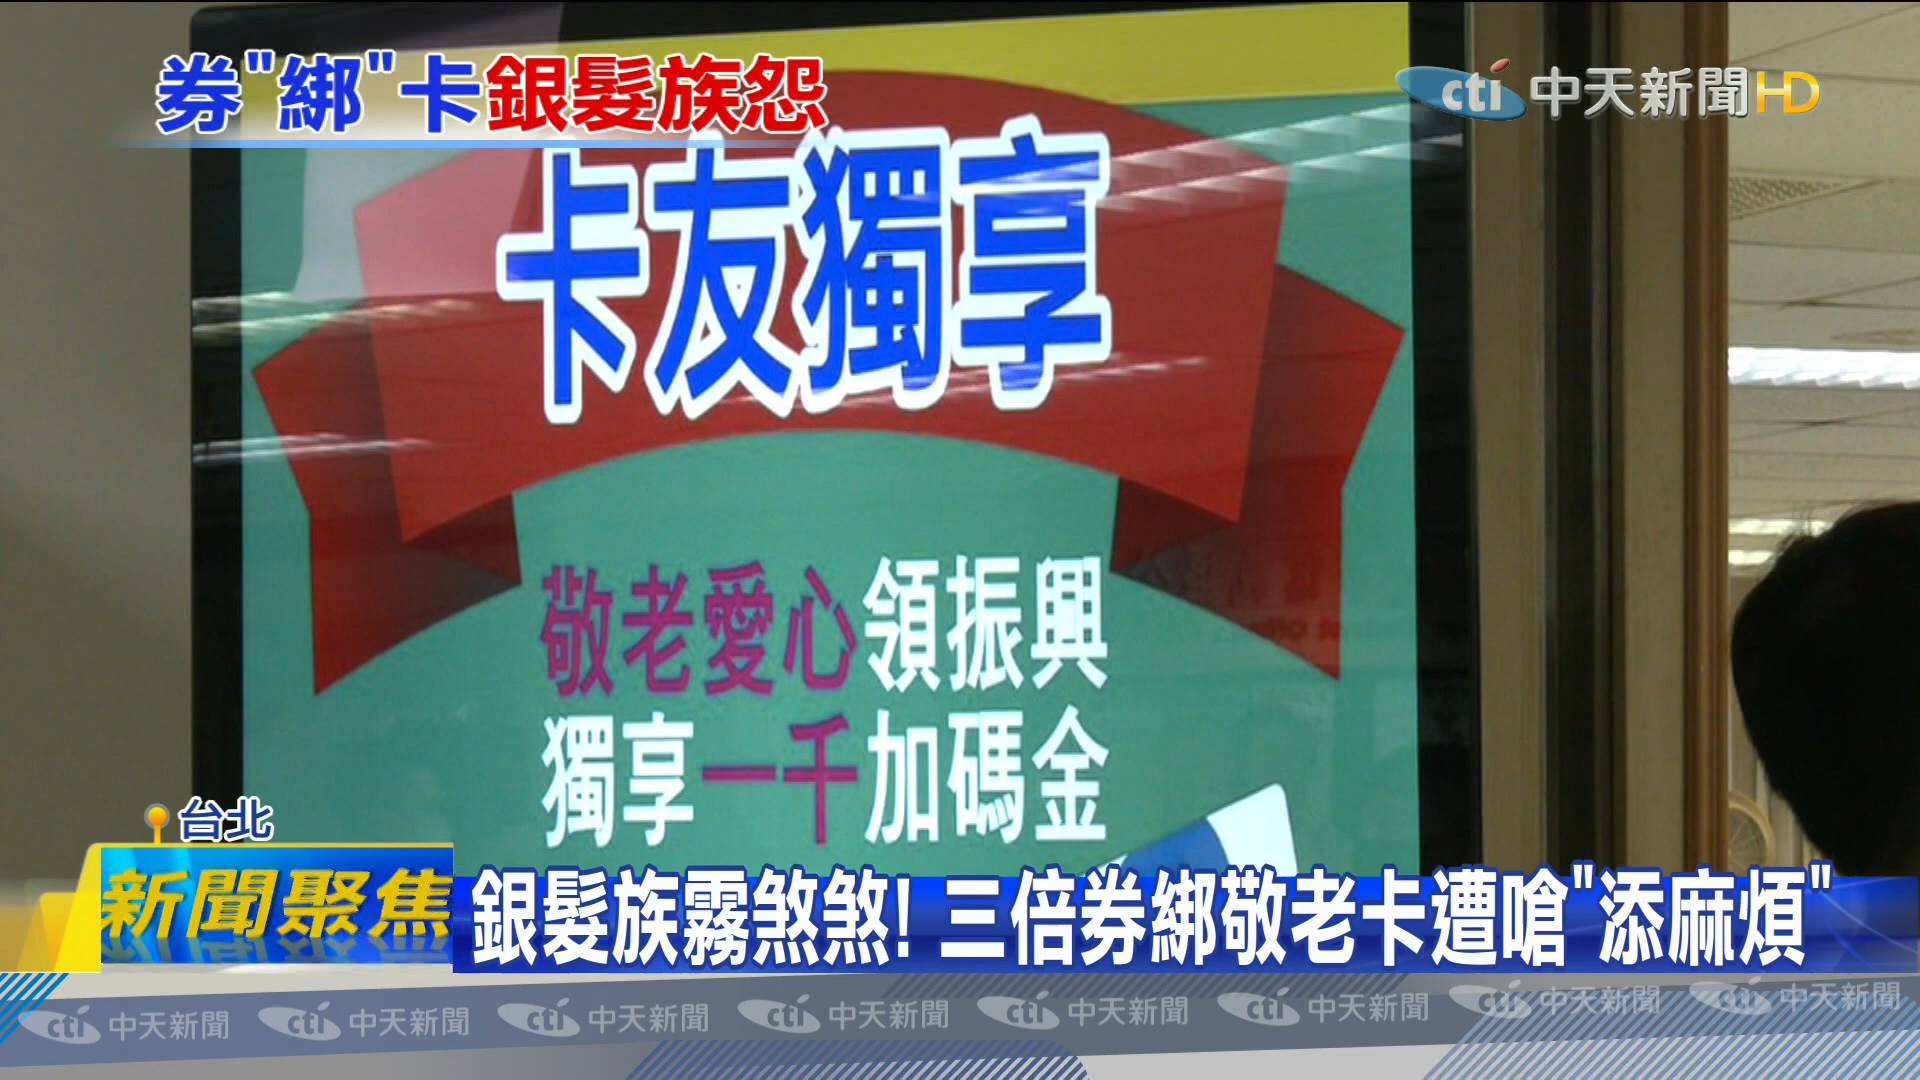 券"綁"卡銀髮族怨
cti 中天新聞HD
卡友獨享
敬老愛心領振興
獨享一千加碼金
台北
新聞聚焦
銀髮族霧煞煞! 三倍券綁敬老卡遭嗆"添麻煩"
cti 中天新聞 cti 中天新聞 cti 中天新聞 cti 中天新聞 cti 中天新聞 cti 中天新聞 cti 中天新聞 cti 中天新聞